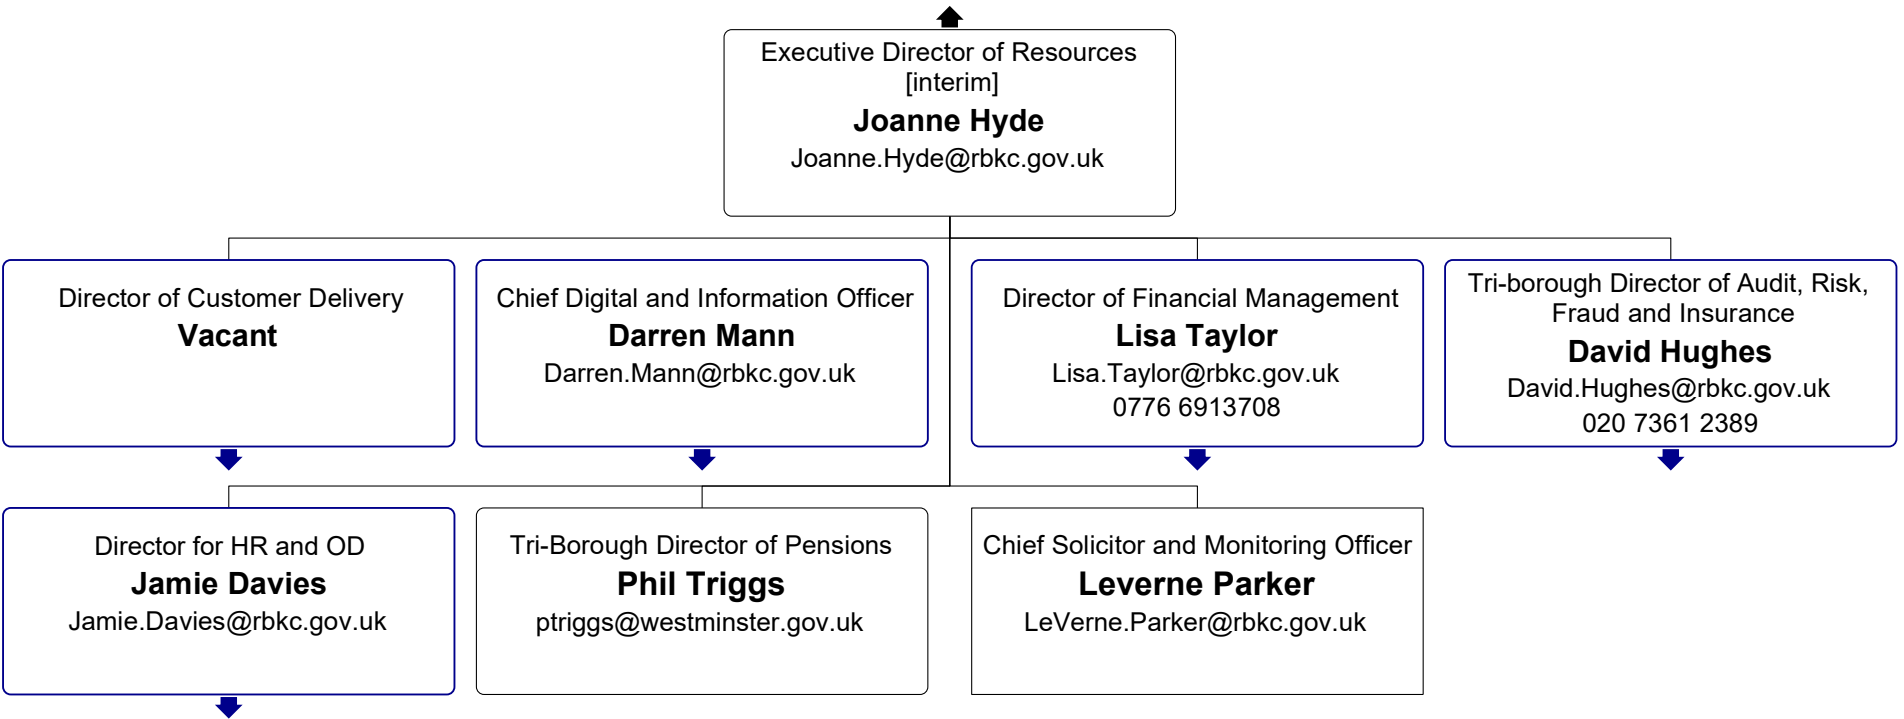 Executive Director of Resources
[interim]
Joanne Hyde
Joanne.Hyde@rbkc.gov.uk
Director of Customer Delivery
Vacant
Chief Digital and Information Officer
Darren Mann
Darren.Mann@rbkc.gov.uk
Director of Financial Management
Lisa Taylor
Lisa.Taylor@rbkc.gov.uk
0776 6913708
Tri-borough Director of Audit, Risk,
Fraud and Insurance
David Hughes
David.Hughes@rbkc.gov.uk
020 7361 2389
Director for HR and OD
Jamie Davies
Jamie.Davies@rbkc.gov.uk
Tri-Borough Director of Pensions
Phil Triggs
ptriggs@westminster.gov.uk
Chief Solicitor and Monitoring Officer
Leverne Parker
LeVerne.Parker@rbkc.gov.uk